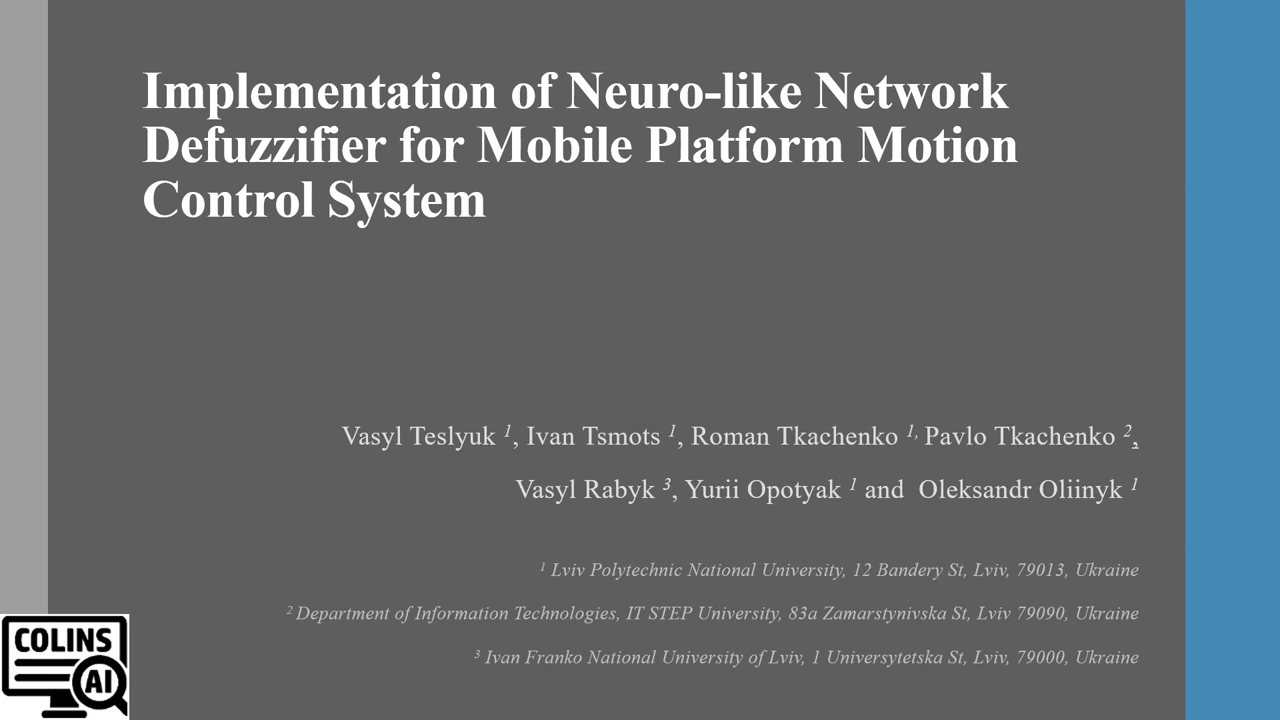 Implementation of Neuro-like Network
Defuzzifier for Mobile Platform Motion
Control System
Vasyl Teslyuk 1, Ivan Tsmots 1, Roman Tkachenko 1, Pavlo Tkachenko 2,
Vasyl Rabyk 3, Yurii Opotyak 1 and Oleksandr Oliinyk 1
1 Lviv Polytechnic National University, 12 Bandery St, Lviv, 79013, Ukraine
2 Department of Information Technologies, IT STEP University, 83a Zamarstynivska St, Lviv 79090, Ukraine
3 Ivan Franko National University of Lviv, 1 Universytetska St, Lviv, 79000, Ukraine
COLINS
AI